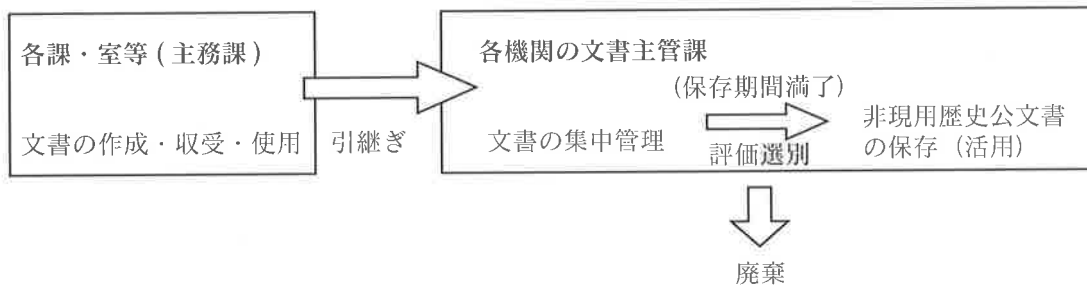 各課・室等(主務課)
文書の作成・収受・使用
引継ぎ
各機関の文書主管課
(保存期間満了)
文書の集中管理
評価選別
非現用歴史公文書
の保存（活用）
廃棄